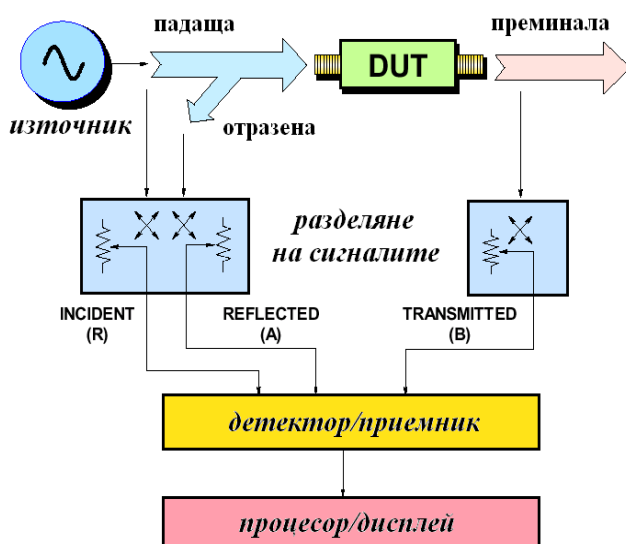 падаща
преминала
DUT
източник
отразена
разделяне
на сигналите
INCIDENT
(R)
REFLECTED
(A)
TRANSMITTED
(B)
детектор/приемник
процесор/дисплей